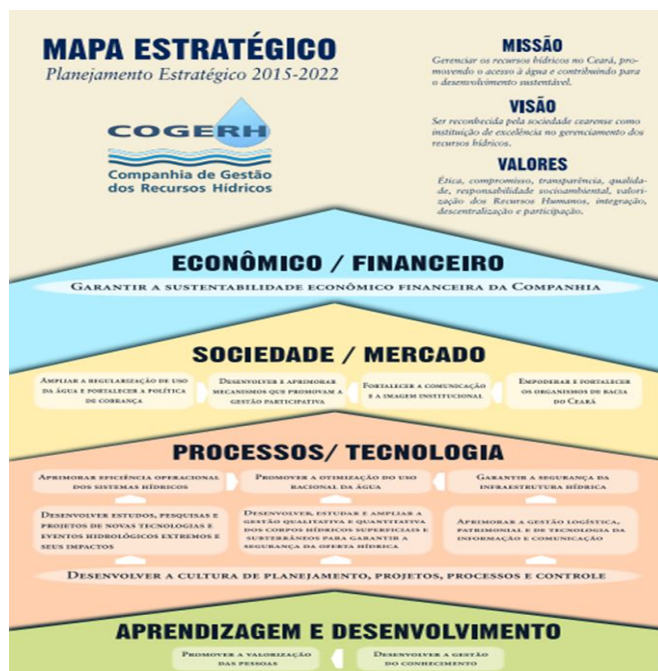 MAPA ESTRATÉGICO
Planejamento Estratégico 2015-2022
COGERH
Companhia de Gestão
dos Recursos Hídricos
MISSÃO
Gerenciar os recursos hídricos no Ceará, pro-
movendo o acesso à água e contribuindo para
o desenvolvimento sustentável.
VISÃO
Ser reconhecida pela sociedade cearense como
instituição de excelência no gerenciamento dos
recursos hídricos.
VALORES
Ética, compromisso, transparência, qualida-
de, responsabilidade socioambiental, valori-
zação dos Recursos Humanos, integração,
descentralização e participação.
ECONÔMICO / FINANCEIRO
GARANTIR A SUSTENTABILIDADE ECONÔMICO FINANCEIRA DA COMPANHIA
SOCIEDADE / MERCADO
AMPLIAR A REGULARIZAÇÃO DE USO
DA ÁGUA E FORTALECER A POLÍTICA
DE COBRANÇA
DESENVOLVER E APRIMORAR
MECANISMOS QUE PROMOVAM A
GESTÃO PARTICIPATIVA
FORTALECER A COMUNICAÇÃO
E A IMAGEM INSTITUCIONAL
EMPODERAR E FORTALECER
OS ORGANISMOS DE BACIA
DO CEARÁ
PROCESSOS/ TECNOLOGIA
APRIMORAR EFICIÊNCIA OPERACIONAL
DOS SISTEMAS HÍDRICOS
PROMOVER A OTIMIZAÇÃO DO USO
RACIONAL DA ÁGUA
GARANTIR A SEGURANÇA DA
INFRAESTRUTURA HÍDRICA
DESENVOLVER ESTUDOS, PESQUISAS E
PROJETOS DE NOVAS TECNOLOGIAS E
EVENTOS HIDROLÓGICOS EXTREMOS E
SEUS IMPACTOS
DESENVOLVER, ESTUDAR E AMPLIAR A
GESTÃO QUALITATIVA E QUANTITATIVA
DOS CORPOS HÍDRICOS SUPERFICIAIS E
SUBTERRÂNEOS PARA GARANTIR A
SEGURANÇA DA OFERTA HÍDRICA
APRIMORAR A GESTÃO LOGÍSTICA,
PATRIMONIAL E DE TECNOLOGIA DA
INFORMAÇÃO E COMUNICAÇÃO
DESENVOLVER A CULTURA DE PLANEJAMENTO, PROJETOS, PROCESSOS E CONTROLE
APRENDIZAGEM E DESENVOLVIMENTO
PROMOVER A VALORIZAÇÃO
DAS PESSOAS
DESENVOLVER A GESTÃO
DO CONHECIMENTO